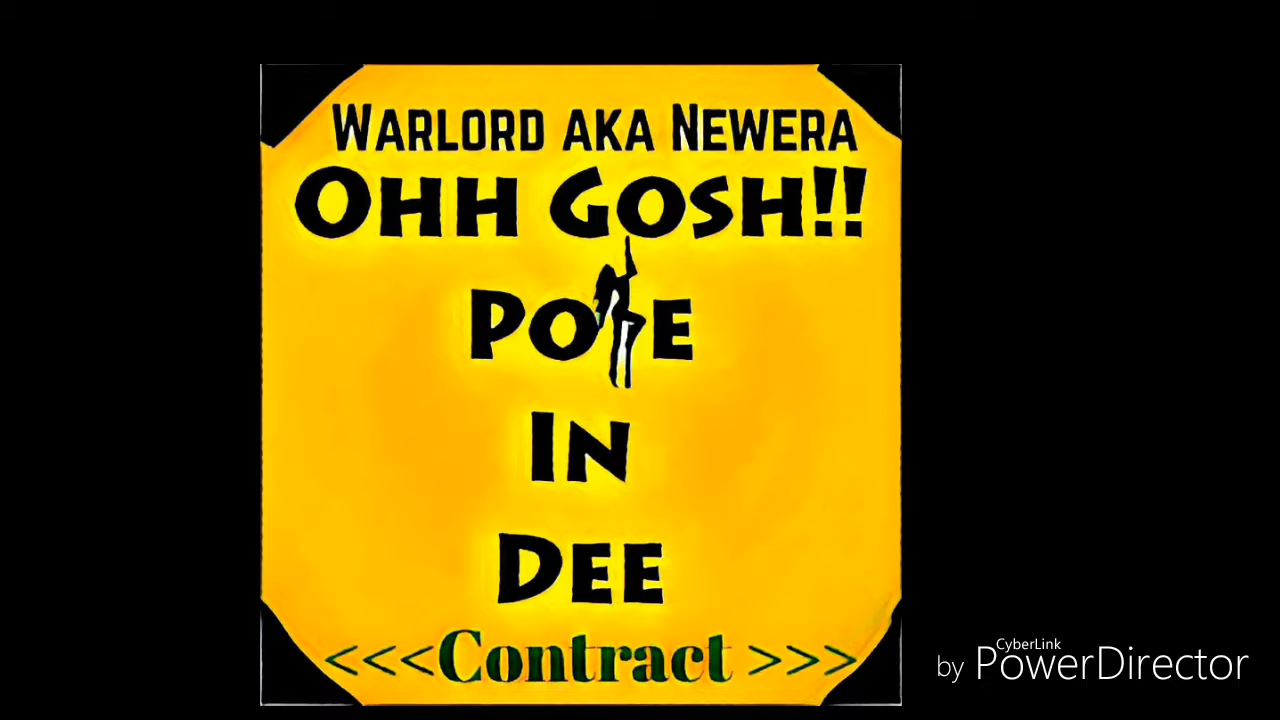 WARLORD AKA NEWERA
OHH GOSH!!
POLE
IN
DEE
<<<Contract >>>
CyberLink
by PowerDirector